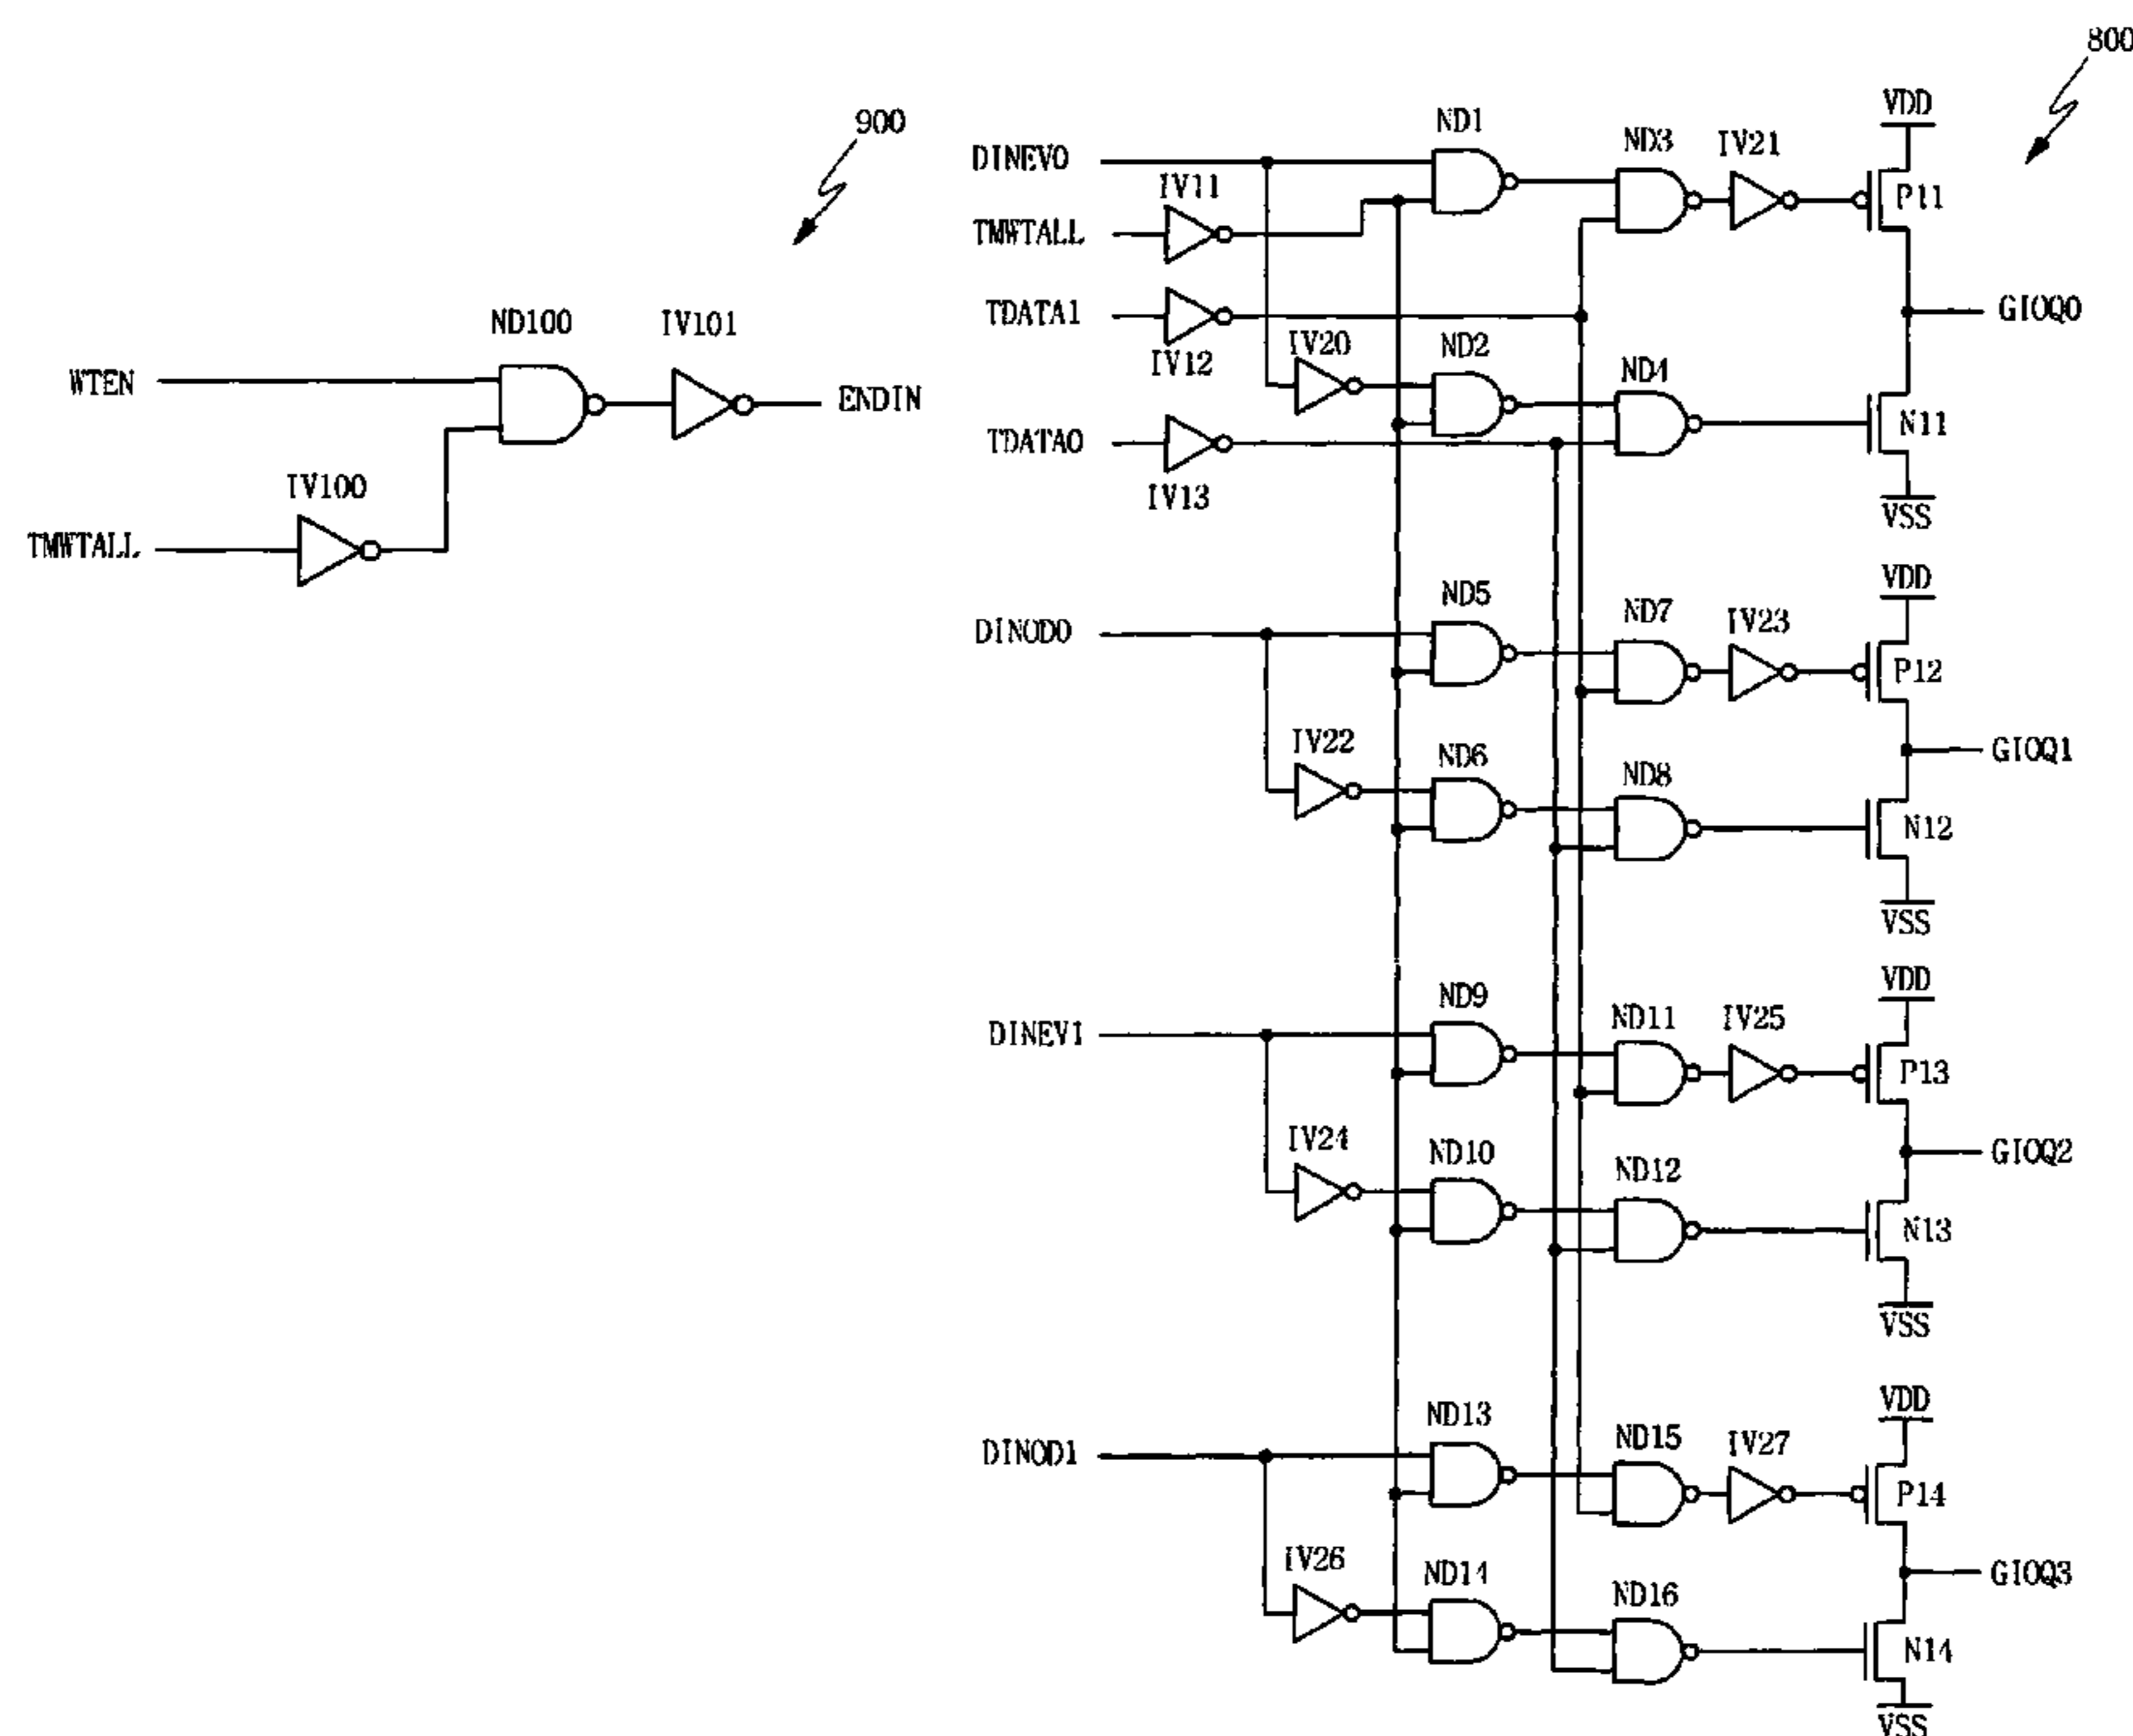 900
ND100
IV101
WTEN
ENDIN
IV100
TMWTALL
800
VDD
ND1
ND3
IV21
DINEV0
IV11
P11
TMWTALL
TDATA1
GIOQ0
IV12
IV20
ND2
ND4
TDATA0
N11
IV13
VSS
VDD
ND5
ND7
IV23
DINOD0
P12
IV22
ND6
ND8
GIOQ1
N12
VSS
VDD
ND9
ND11
IV25
DINEV1
P13
IV24
ND10
ND12
GIOQ2
N13
VSS
VDD
ND13
ND15
IV27
DINOD1
P14
IV26
ND14
ND16
GIOQ3
N14
VSS